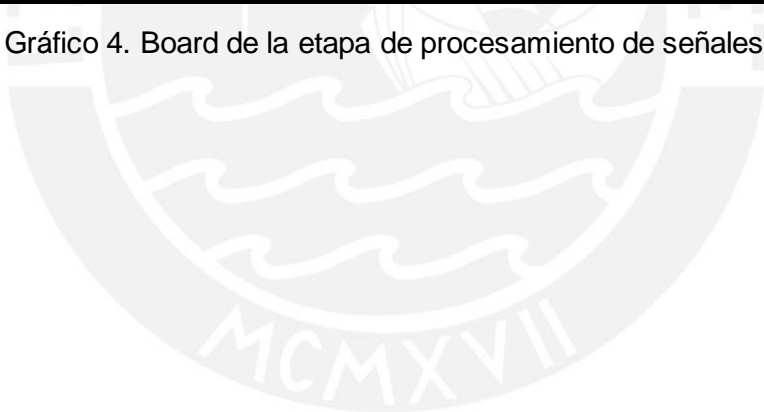 Gráfico 4. Board de la etapa de procesamiento de señales
MCMXVII